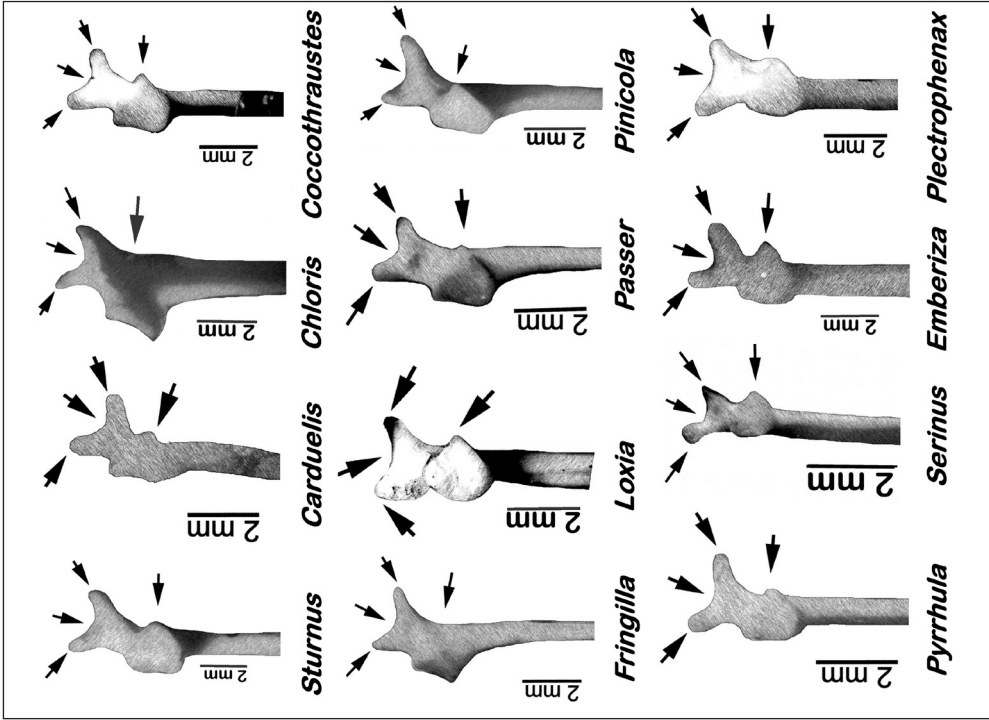 2 mm
Coccothraustes
2 mm
Pinicola
2 mm
Plectrophenax
2 mm
Chloris
2 mm
Passer
2 mm
Emberiza
2 mm
Carduelis
2 mm
Loxia
2 mm
Serinus
2 mm
Sturnus
2 mm
Fringilla
2 mm
Pyrrhula